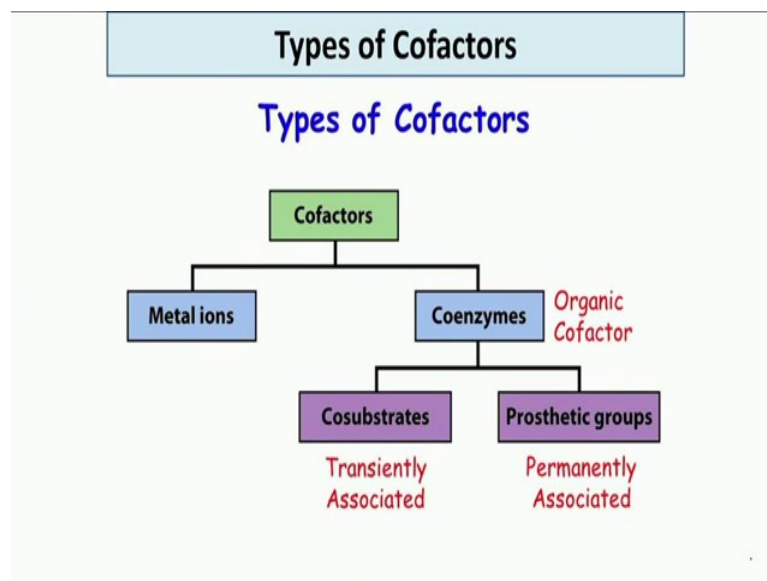 Types of Cofactors
Types of Cofactors
Cofactors
Metal ions
Coenzymes
Organic
Cofactor
Cosubstrates
Prosthetic groups
Transiently
Associated
Permanently
Associated